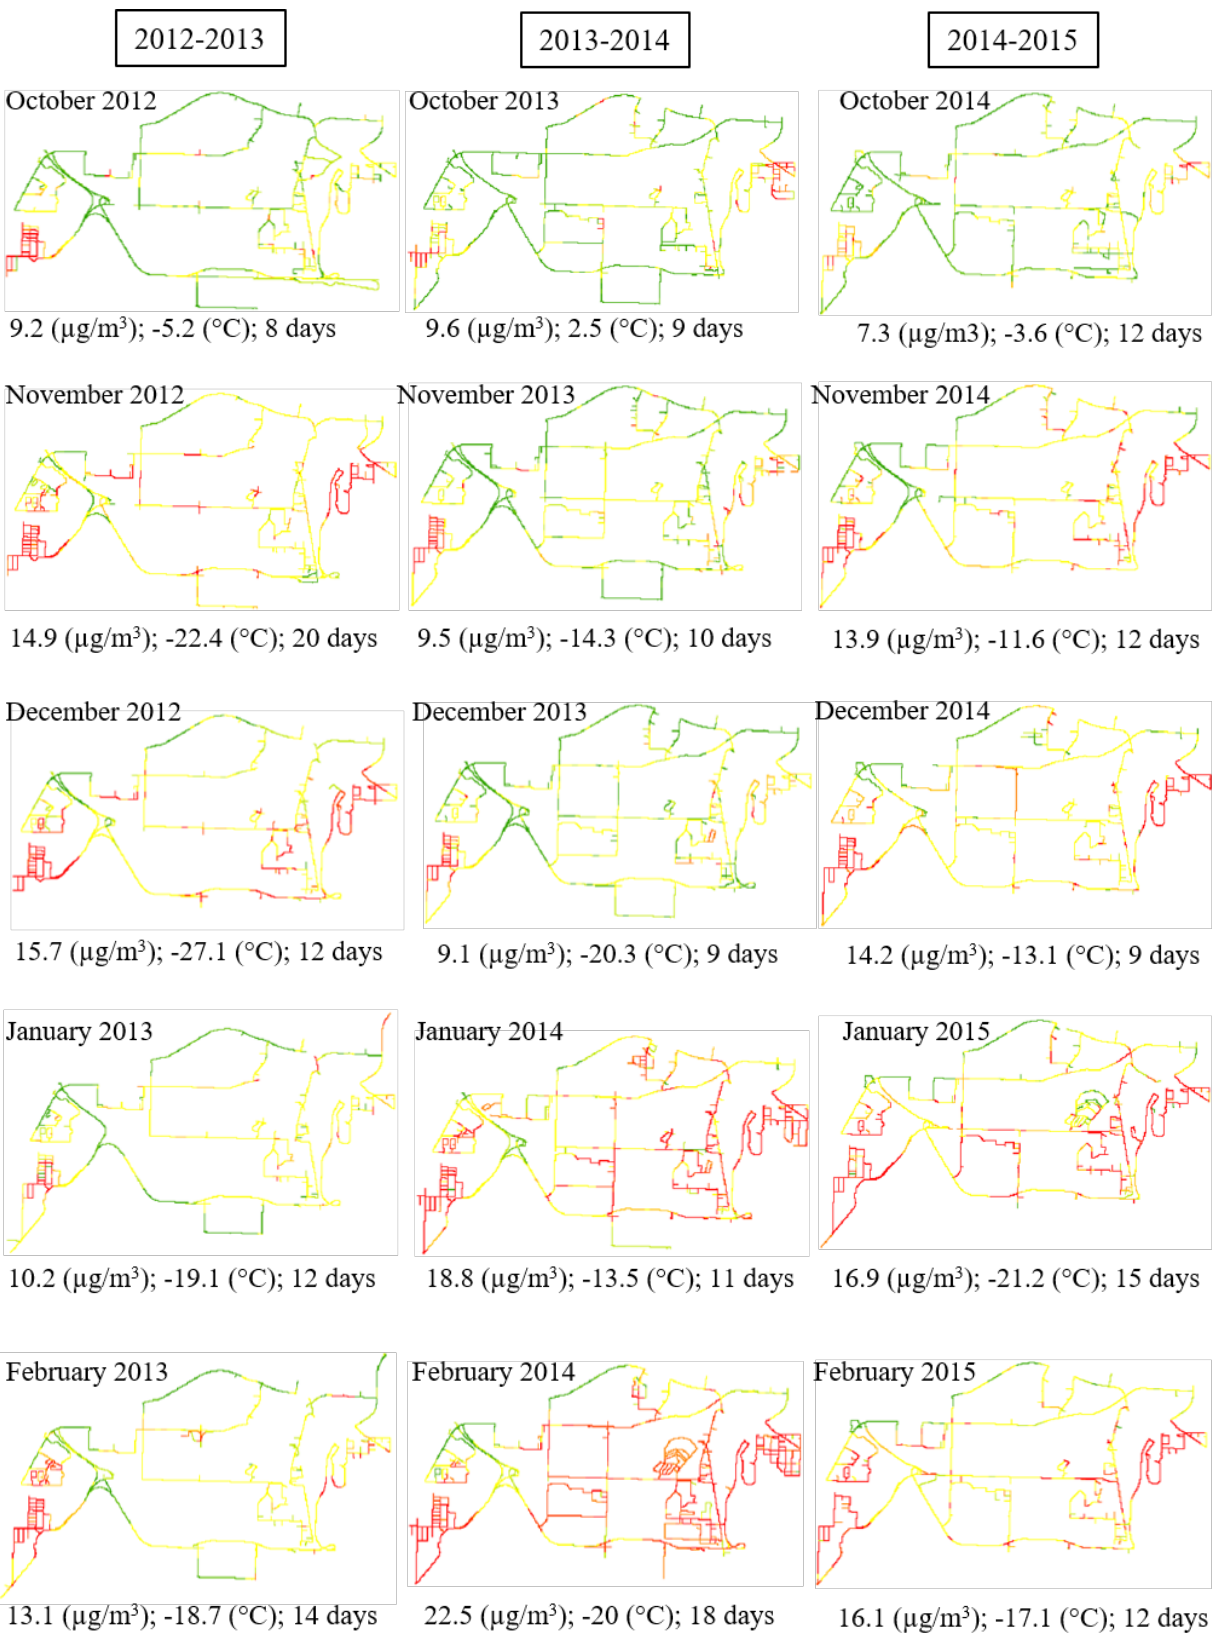 2012-2013
2013-2014
2014-2015
October 2012
October 2013
October 2014
9.2 (µg/m³); -5.2 (°C); 8 days
9.6 (µg/m³); 2.5 (°C); 9 days
7.3 (µg/m3); -3.6 (°C); 12 days
November 2012
November 2013
November 2014
14.9 (µg/m³); -22.4 (°C); 20 days
9.5 (µg/m³); -14.3 (°C); 10 days
13.9 (µg/m³); -11.6 (°C); 12 days
December 2012
December 2013
December 2014
15.7 (µg/m³); -27.1 (°C); 12 days
9.1 (µg/m³); -20.3 (°C); 9 days
14.2 (µg/m³); -13.1 (°C); 9 days
January 2013
January 2014
January 2015
10.2 (µg/m³); -19.1 (°C); 12 days
18.8 (µg/m³); -13.5 (°C); 11 days
16.9 (µg/m³); -21.2 (°C); 15 days
February 2013
February 2014
February 2015
13.1 (µg/m³); -18.7 (°C); 14 days
22.5 (µg/m³); -20 (°C); 18 days
16.1 (µg/m³); -17.1 (°C); 12 days